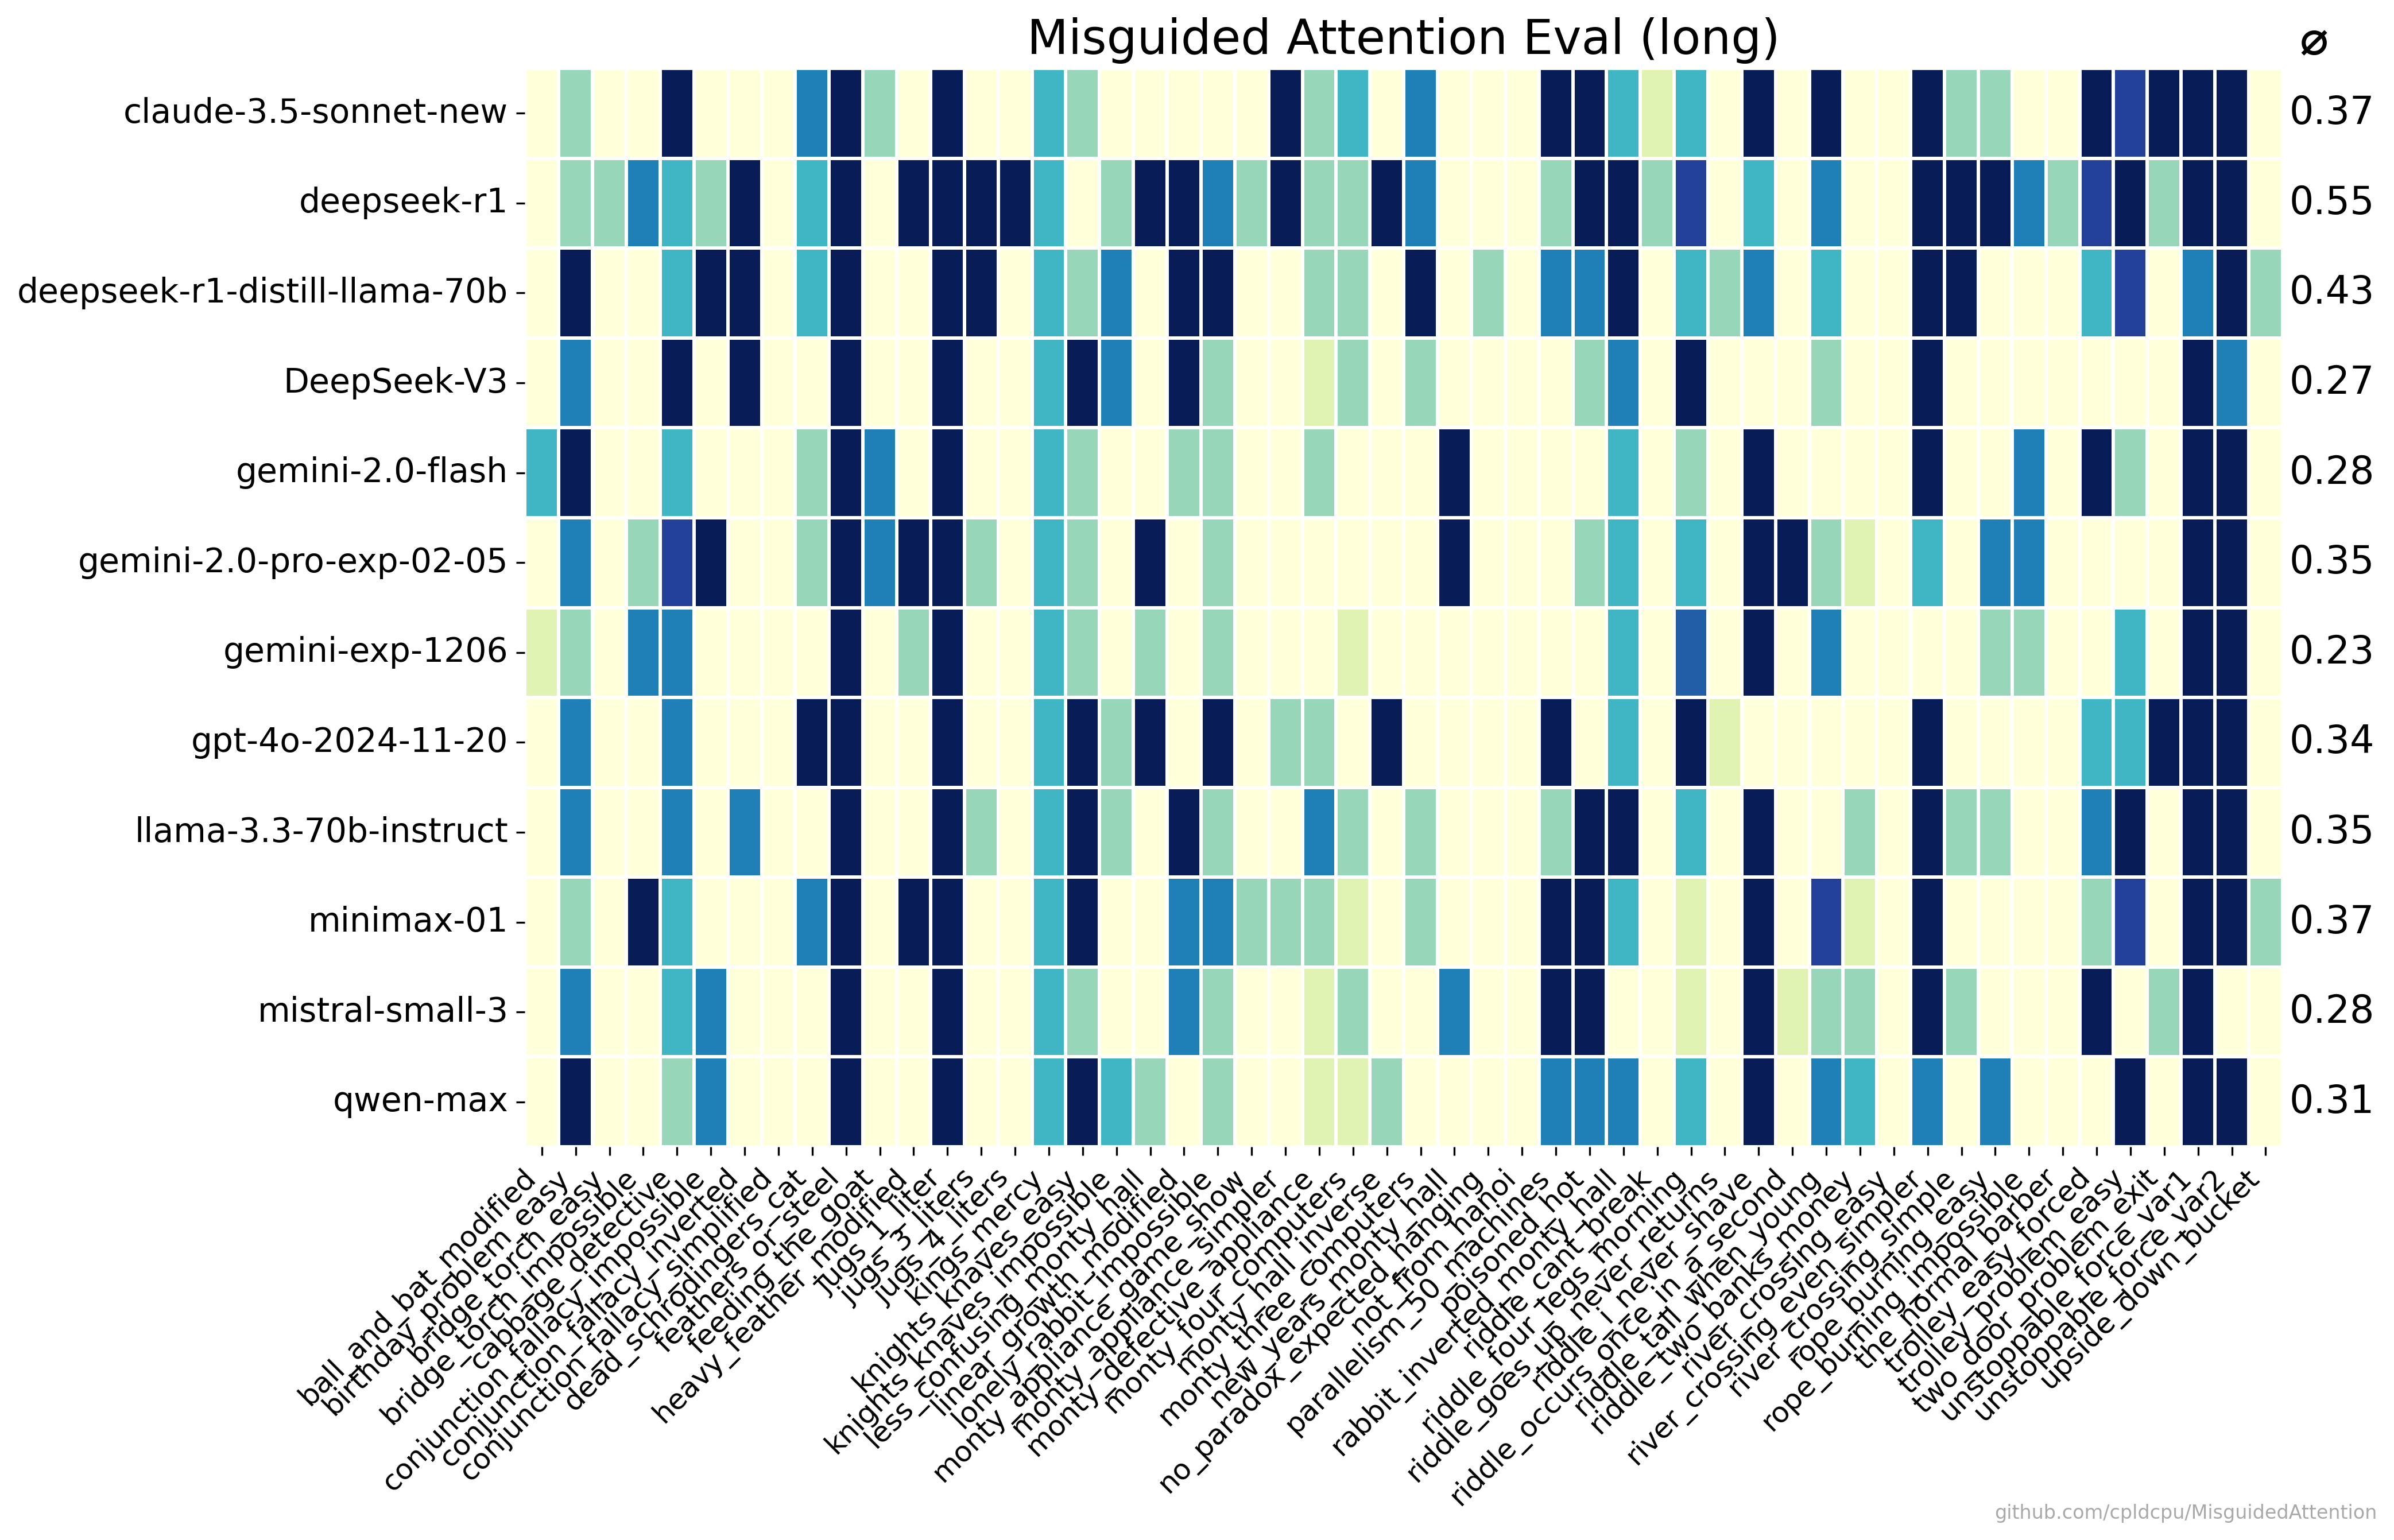 Misguided Attention Eval (long)
ø
claude-3.5-sonnet-new
0.37
deepseek-r1
0.55
deepseek-r1-distill-llama-70b
0.43
DeepSeek-V3
0.27
gemini-2.0-flash
0.28
gemini-2.0-pro-exp-02-05
0.35
gemini-exp-1206
0.23
gpt-4o-2024-11-20
0.34
llama-3.3-70b-instruct
0.35
minimax-01
0.37
mistral-small-3
0.28
qwen-max
0.31
ball_and_bat_modified
birthday_problem_easy
bridge_torch_easy
bridge_torch_impossible
cabbage_detective
conjunction_fallacy_impossible
conjunction_fallacy_inverted
conjunction_fallacy_simplified
dead_schrodingers_cat
feathers_or_steel
feeding_the_goat
heavy_feather_modified
jugs_1_liter
jugs_3_liters
jugs_4_liters
kings_mercy
knights_knaves_easy
knights_knaves_impossible
less_confusing_monty_hall
linear_growth_modified
lonely_rabbit_impossible
monty_appliance_game_show
monty_appliance_simpler
monty_defective_appliance
monty_four_computers
monty_hall_inverse
monty_three_computers
new_years_monty_hall
no_paradox_expected_hanging
not_from_hanoi
parallelism_50_machines
poisoned_hot
rabbit_inverted_monty_hall
riddle_cant_break
riddle_four_legs_morning
riddle_goes_up_never_returns
riddle_i_never_shave
riddle_occurs_once_in_a_second
riddle_tall_when_young
riddle_two_banks_money
river_crossing_easy
river_crossing_even_simpler
river_crossing_simple
rope_burning_easy
rope_burning_impossible
the_normal_barber
trolley_easy_forced
trolley_problem_easy
two_door_problem_exit
unstoppable_force_var1
unstoppable_force_var2
upside_down_bucket
github.com/cpldcpu/MisguidedAttention